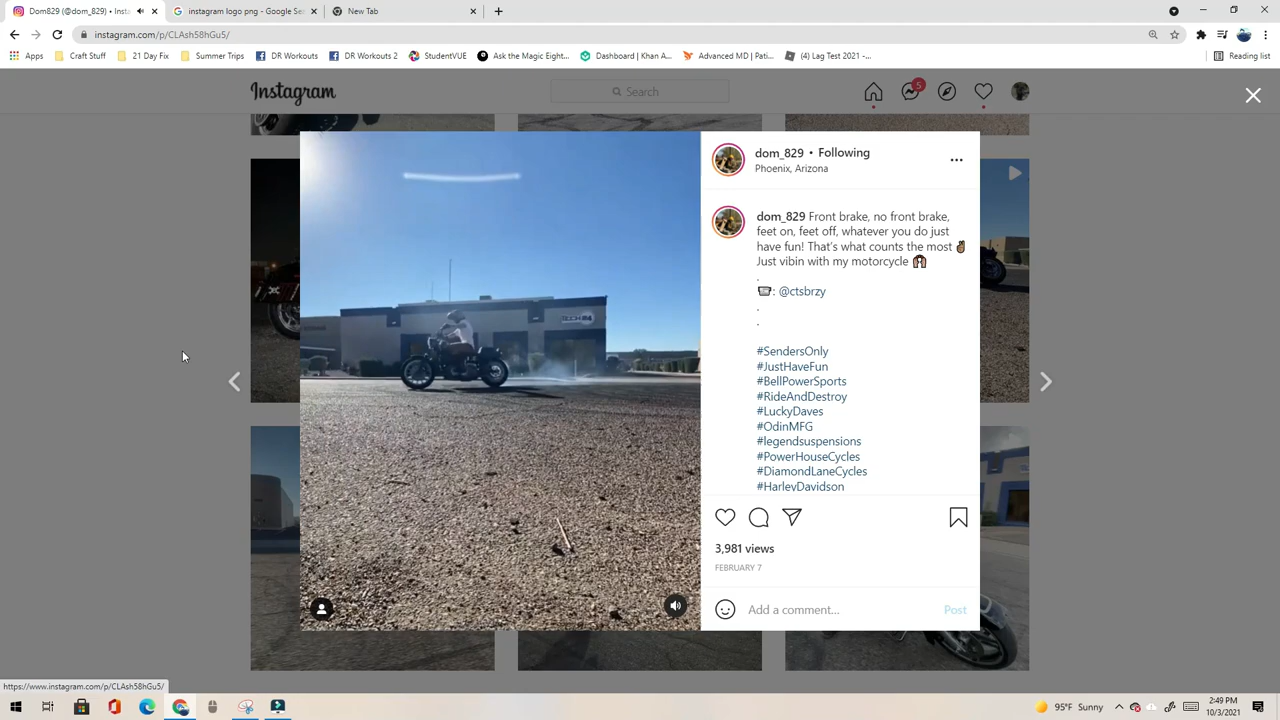 Dom829 (@dom_829) • Insta
instagram logo png - Google Se
New Tab
instagram.com/p/CLAsh58hGu5/
Apps
Craft Stuff
21 Day Fix
Summer Trips
DR Workouts
DR Workouts 2
StudentVUE
Ask the Magic Eight...
Dashboard | Khan A...
Advanced MD | Pati...
(4) Lag Test 2021 -...
Reading list
Instagram
Search
5
dom_829 • Following
Phoenix, Arizona
dom_829 Front brake, no front brake,
feet on, feet off, whatever you do just
have fun! That's what counts the most ✌🏾
Just vibin with my motorcycle
.
: @ctsbrzy
.
.
#SendersOnly
#JustHaveFun
#BellPowerSports
#RideAndDestroy
#LuckyDaves
#OdinMFG
#legendsuspensions
#PowerHouseCycles
#DiamondLaneCycles
#HarleyDavidson
3,981 views
FEBRUARY 7
Add a comment...
Post
https://www.instagram.com/p/CLAsh58hGu5/
95°F Sunny
2:49 PM
10/3/2021